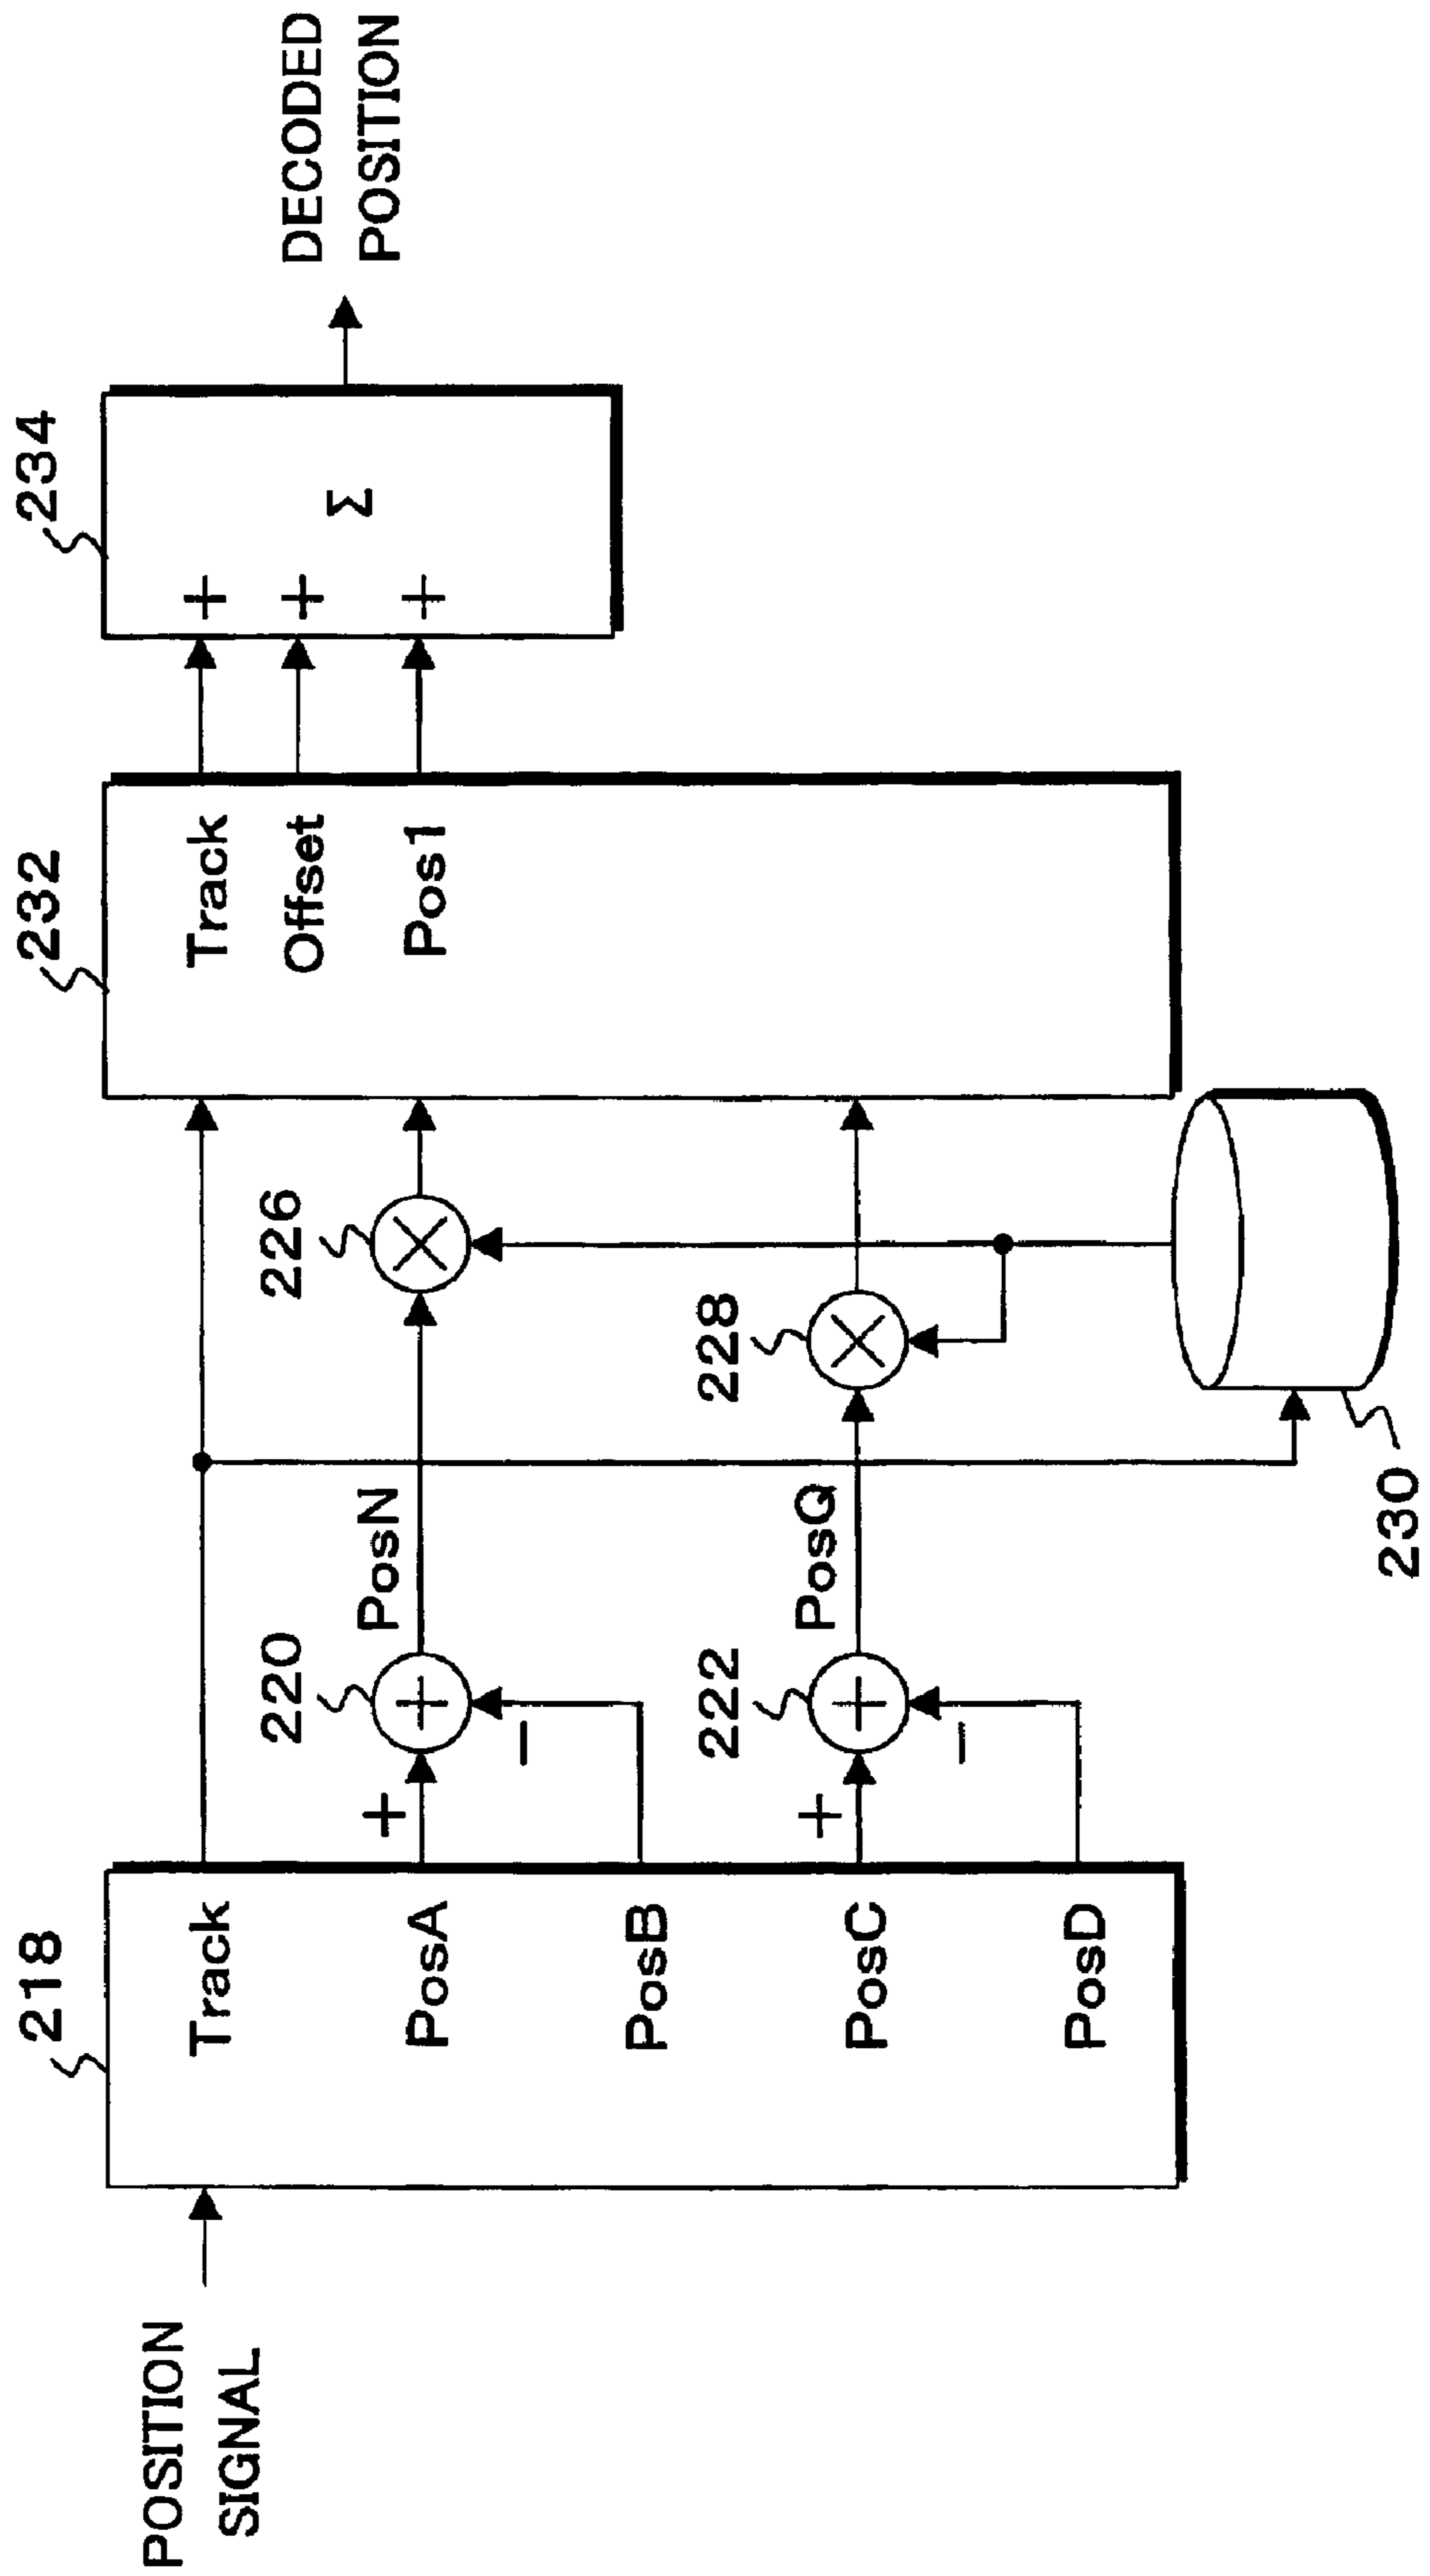 POSITION
SIGNAL
218
Track
PosA
PosB
PosC
PosD
+
−
220
PosN
+
−
222
PosQ
226
228
230
232
Track
Offset
Pos1
234
+
+
+
Σ
DECODED
POSITION